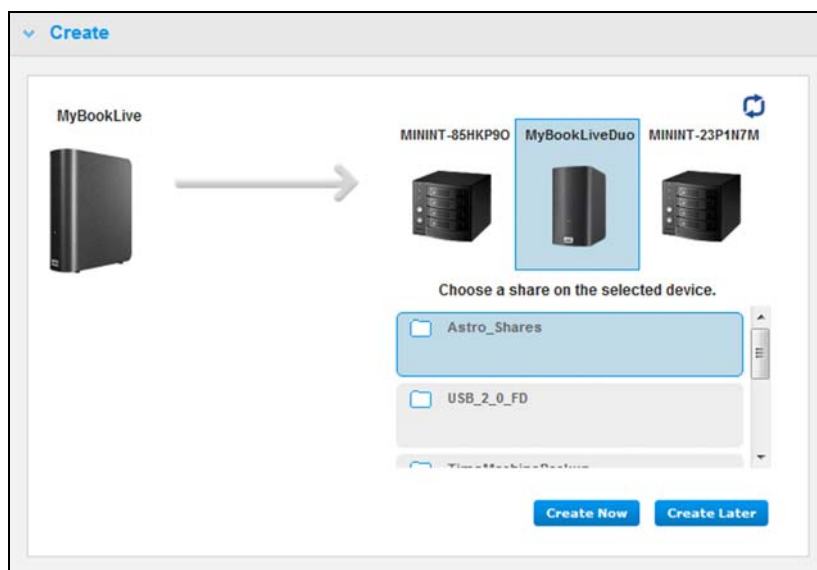 Create
MyBookLive
MININT-85HKP9O MyBookLiveDuo MININT-23P1N7M
Choose a share on the selected device.
Astro_Shares
USB_2_0_FD
TimeMachineBackup
Create Now Create Later